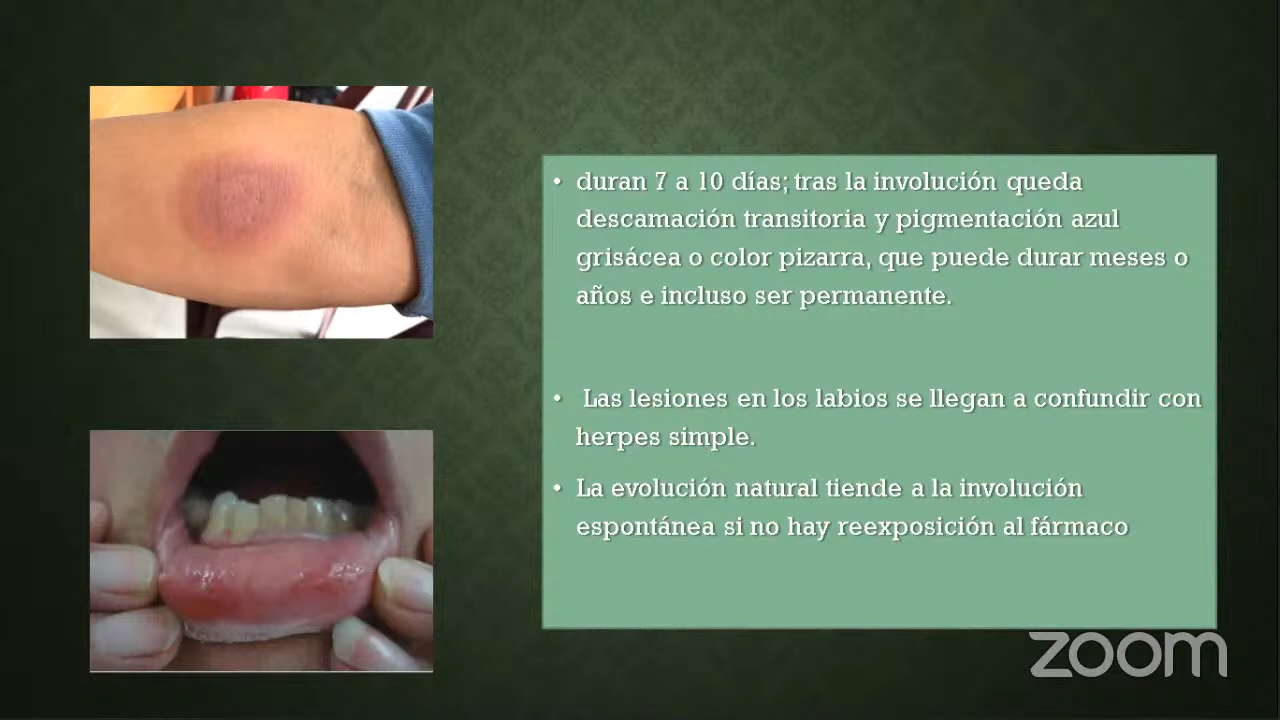 • duran 7 a 10 días; tras la involución queda
descamación transitoria y pigmentación azul
grisácea o color pizarra, que puede durar meses o
años e incluso ser permanente.
• Las lesiones en los labios se llegan a confundir con
herpes simple.
• La evolución natural tiende a la involución
espontánea si no hay reexposición al fármaco
zoom